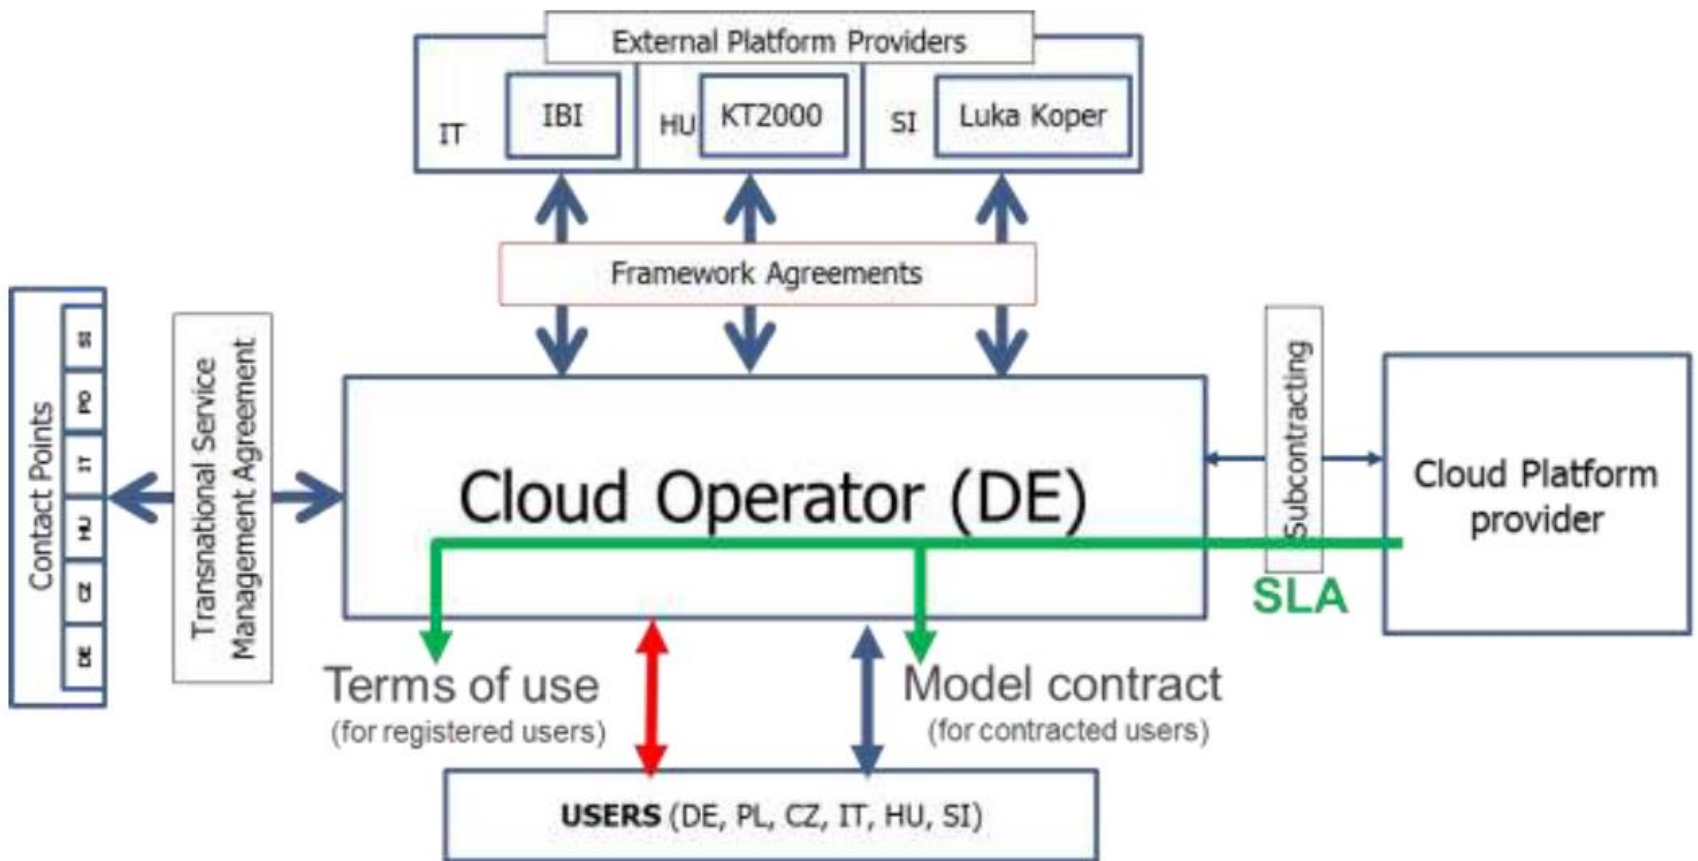 External Platform Providers
IT
IBI
HU
KT2000
SI
Luka Koper
Framework Agreements
Contact Points
SI
PO
IT
HU
CZ
DE
Transnational Service
Management Agreement
Cloud Operator (DE)
Subcontracting
SLA
Cloud Platform
provider
Terms of use
(for registered users)
Model contract
(for contracted users)
USERS (DE, PL, CZ, IT, HU, SI)